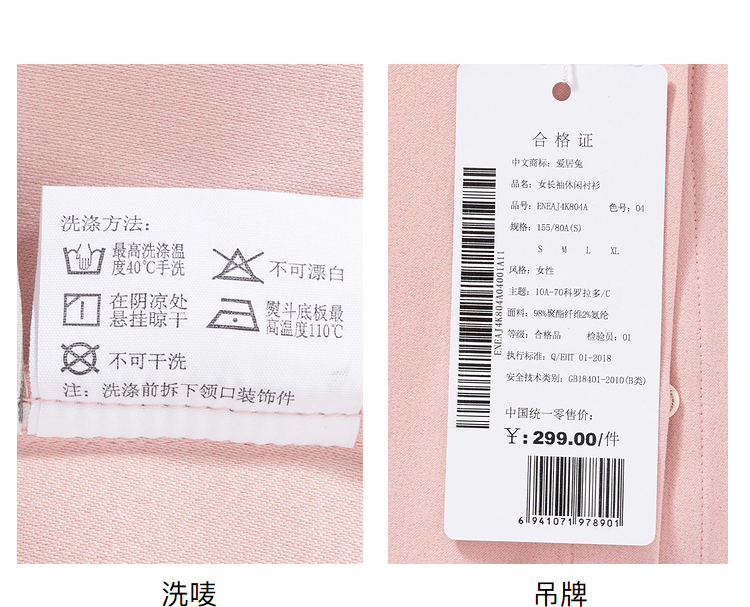 洗涤方法:
最高洗涤温
度40℃手洗
不可漂白
在阴凉处
悬挂晾干
熨斗底板最
高温度110℃
不可干洗
注: 洗涤前拆下领口装饰件
合格证
中文商标: 爱居兔
品名: 女长袖休闲衬衫
品号: ENEAJ4K804A 色号: 04
规格: 155/80A(S)
S M L XL
风格: 女性
主题: 10A-70科罗拉多/C
面料: 98%聚酯纤维2%氨纶
等级: 合格品 检验员: 01
执行标准: Q/EHT 01-2018
安全技术类别: GB18401-2010(B类)
ENEAJ4K804A04001A11
中国统一零售价:
¥: 299.00/件
6 941071 978901
洗唛
吊牌